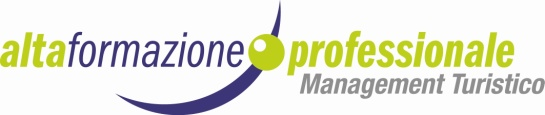 altaformazione professionale
Management Turistico